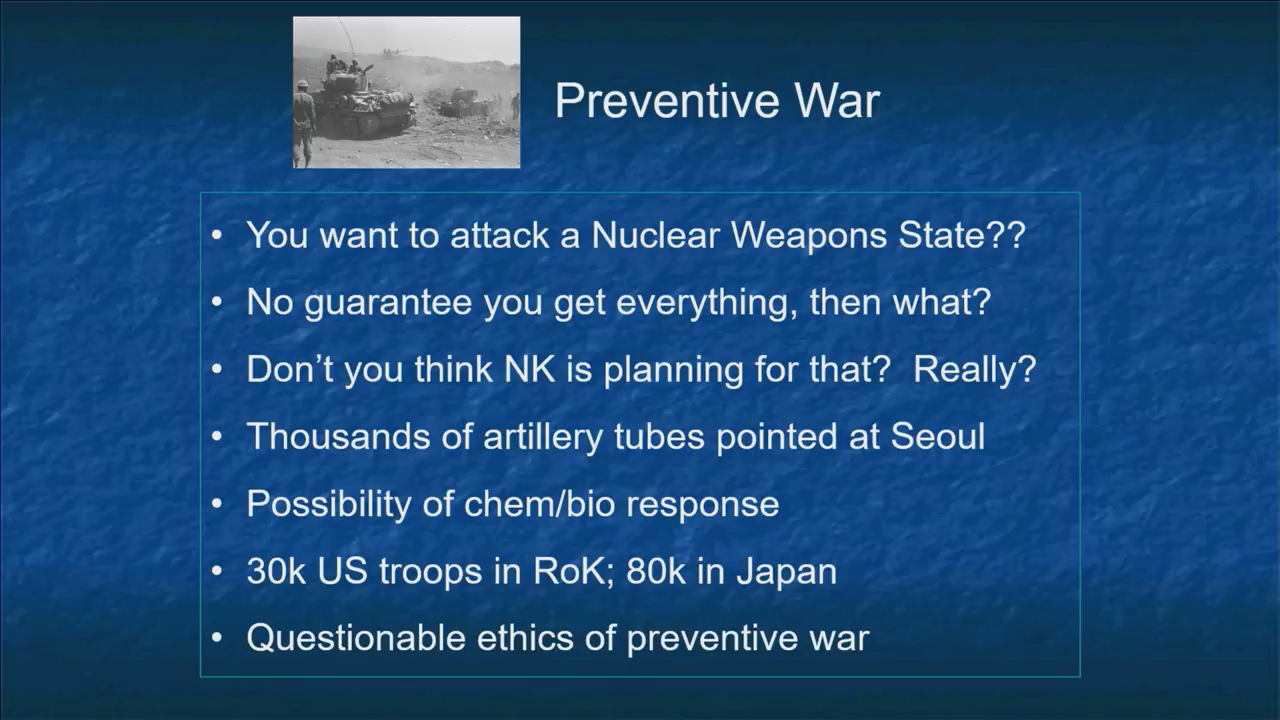 Preventive War
• You want to attack a Nuclear Weapons State??
• No guarantee you get everything, then what?
• Don’t you think NK is planning for that?  Really?
• Thousands of artillery tubes pointed at Seoul
• Possibility of chem/bio response
• 30k US troops in RoK; 80k in Japan
• Questionable ethics of preventive war